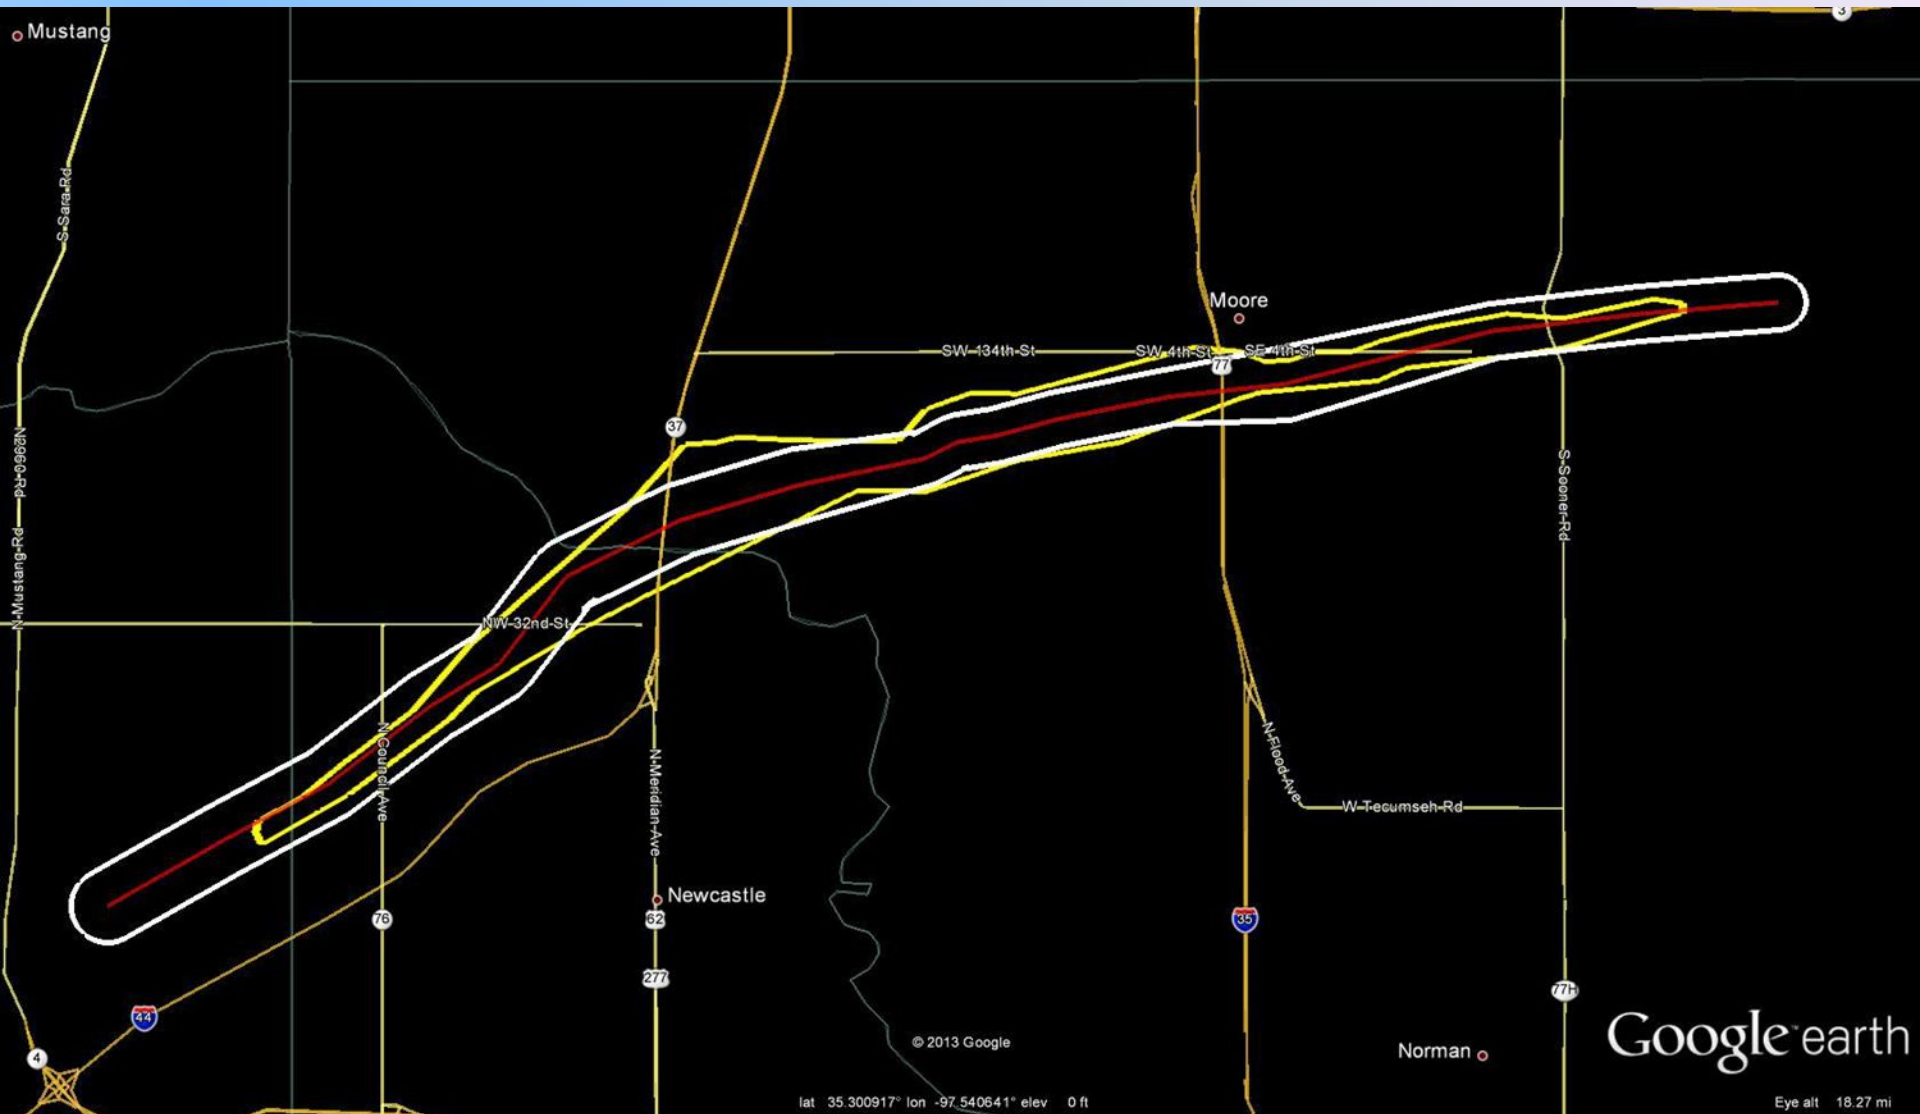 3
Mustang
S Sara Rd
Moore
SW 134th St
SW 4th St
SE 4th St
77
37
N2960 Rd
S Sooner Rd
N Mustang Rd
NW 32nd St
N Council Ave
N Meridian Ave
N Flood Ave
W Tecumseh Rd
Newcastle
76
62
35
277
77H
44
4
© 2013 Google
Norman
Google earth
lat 35.300917° lon -97.540641° elev 0 ft
Eye alt 18.27 mi